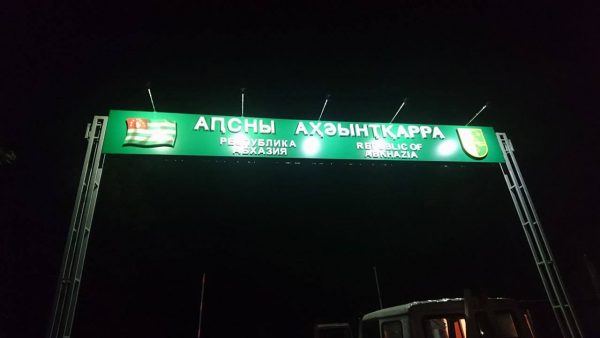 АԤСНЫ АҲӘЫНҬҚАРРА
РЕСПУБЛИКА
АБХАЗИЯ
REPUBLIC OF
ABKHAZIA